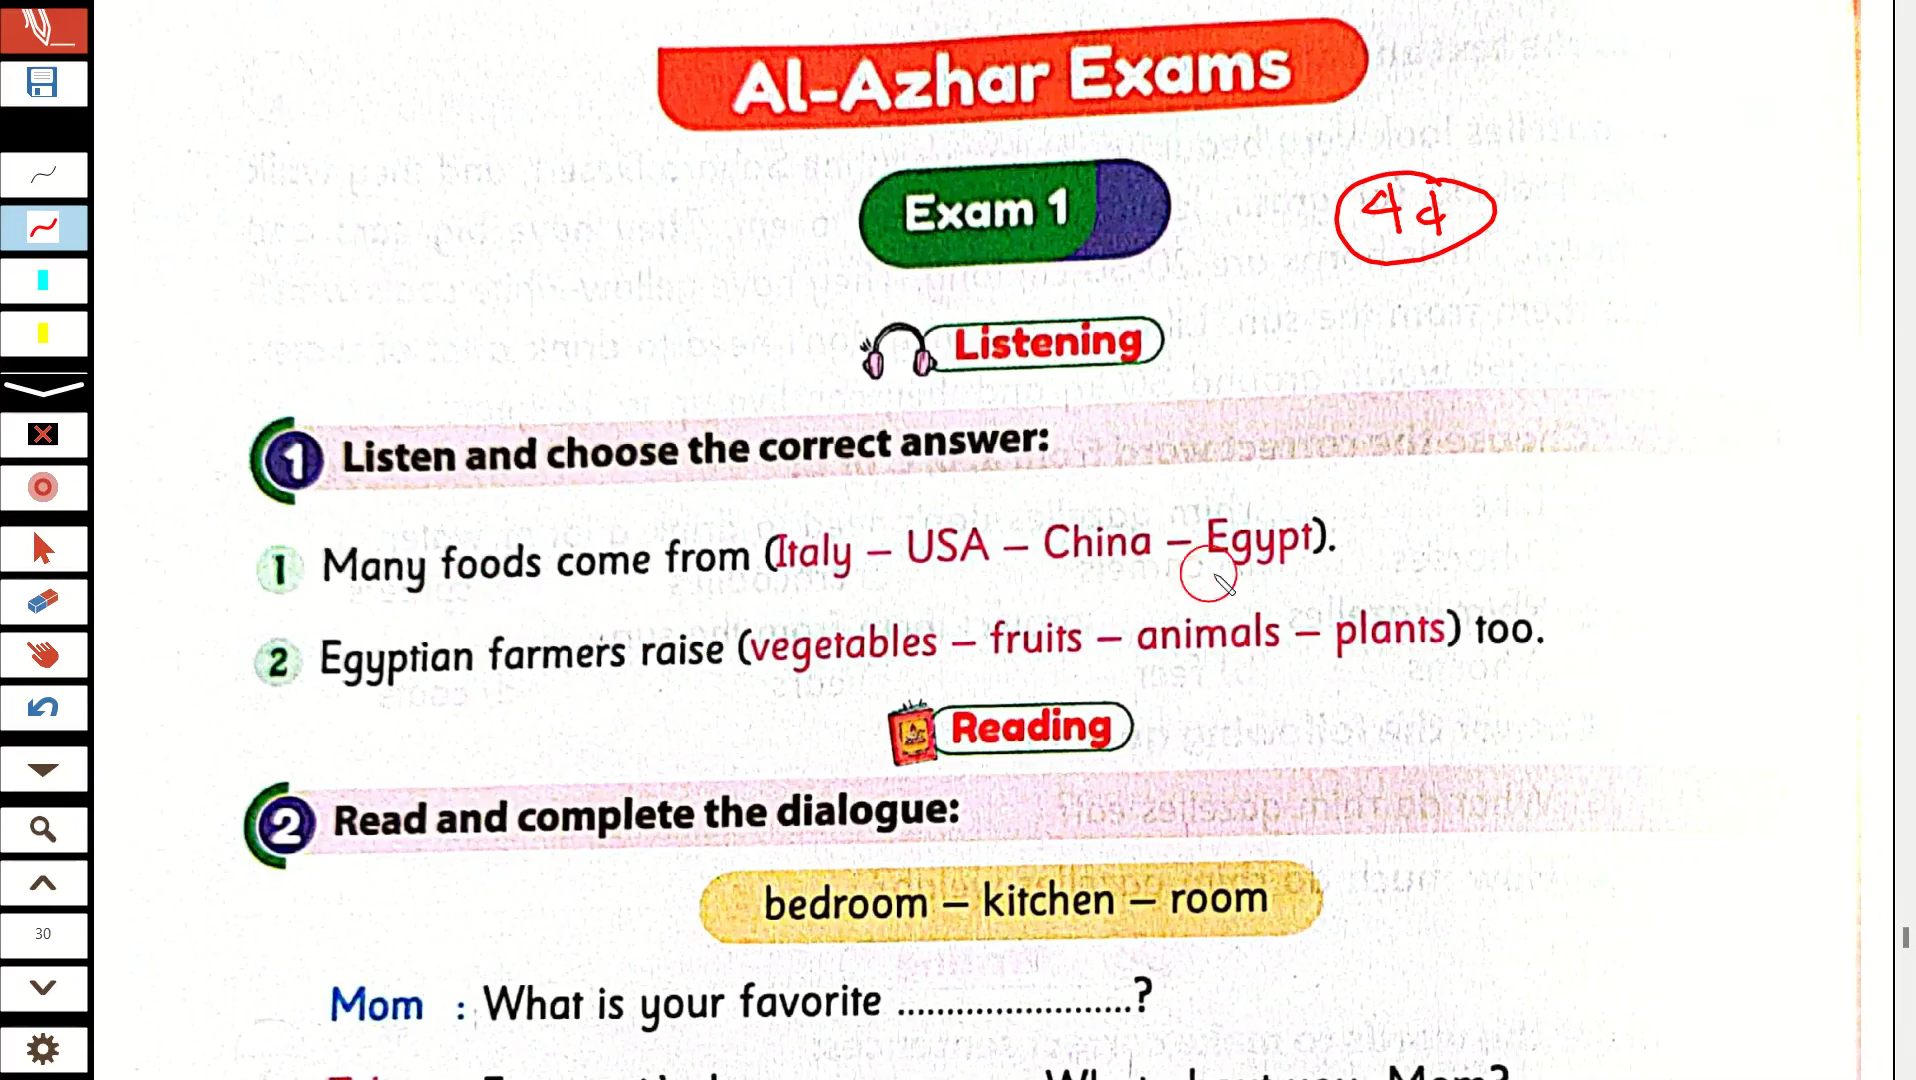 Al-Azhar Exams
Exam 1
Listening
1 Listen and choose the correct answer:
1 Many foods come from (Italy – USA – China – Egypt).
2 Egyptian farmers raise (vegetables – fruits – animals – plants) too.
Reading
2 Read and complete the dialogue:
bedroom – kitchen – room
Mom : What is your favorite ........................?
30